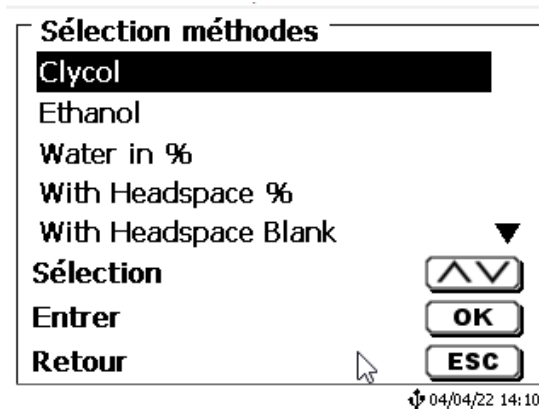 Sélection méthodes
Clycol
Ethanol
Water in %
With Headspace %
With Headspace Blank
Sélection
Entrer OK
Retour ESC
04/04/22 14:10